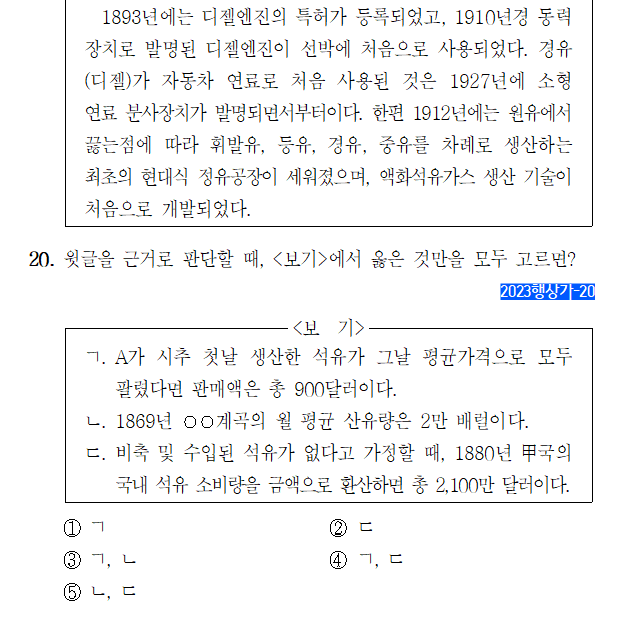 1893년에는 디젤엔진의 특허가 등록되었고, 1910년경 동력
장치로 발명된 디젤엔진이 선박에 처음으로 사용되었다. 경유
(디젤)가 자동차 연료로 처음 사용된 것은 1927년에 소형
연료 분사장치가 발명되면서부터이다. 한편 1912년에는 원유에서
끓는점에 따라 휘발유, 등유, 경유, 중유를 차례로 생산하는
최초의 현대식 정유공장이 세워졌으며, 액화석유가스 생산 기술이
처음으로 개발되었다.
20. 윗글을 근거로 판단할 때, <보기>에서 옳은 것만을 모두 고르면?
2023행상가-20
<보 기>
ㄱ. A가 시추 첫날 생산한 석유가 그날 평균가격으로 모두
팔렸다면 판매액은 총 900달러이다.
ㄴ. 1869년 ○○계곡의 월 평균 산유량은 2만 배럴이다.
ㄷ. 비축 및 수입된 석유가 없다고 가정할 때, 1880년 甲국의
국내 석유 소비량을 금액으로 환산하면 총 2,100만 달러이다.
① ㄱ ② ㄷ
③ ㄱ, ㄴ ④ ㄱ, ㄷ
⑤ ㄴ, ㄷ